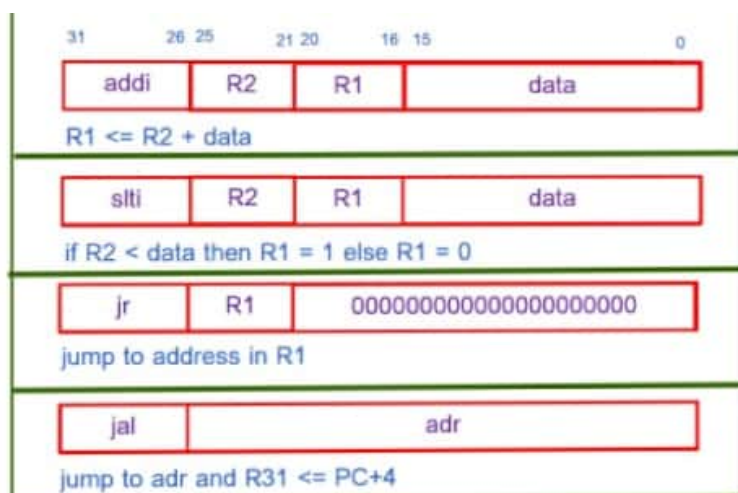 31 26 25 21 20 16 15 0
addi R2 R1 data
R1 <= R2 + data
slti R2 R1 data
if R2 < data then R1 = 1 else R1 = 0
jr R1 000000000000000000000
jump to address in R1
jal adr
jump to adr and R31 <= PC+4